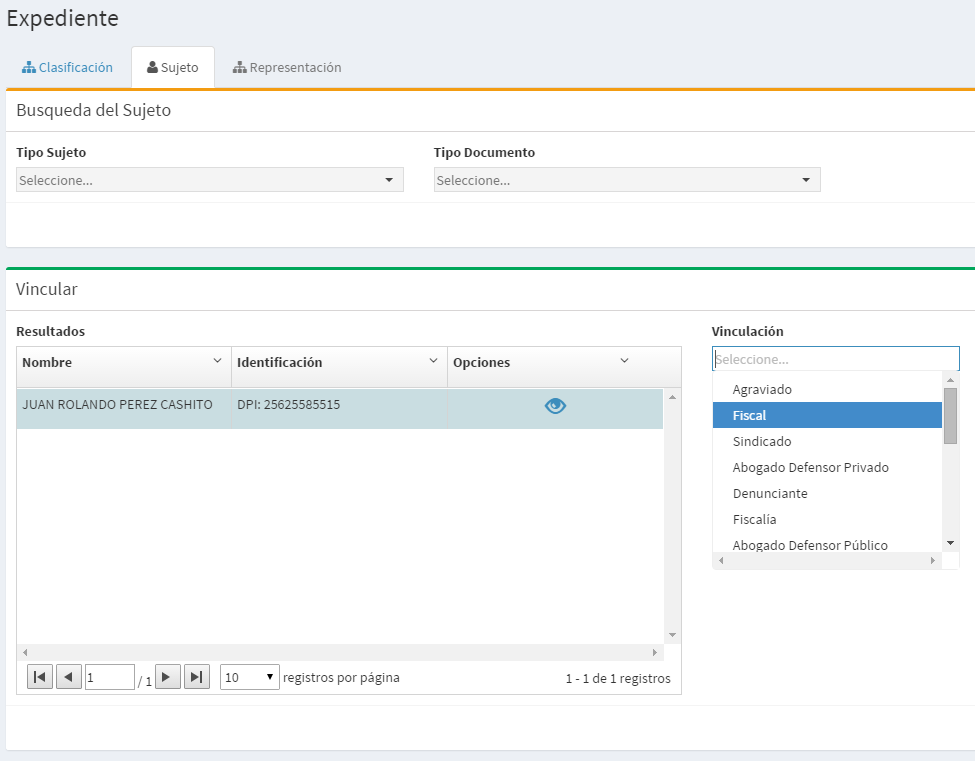 Expediente
Clasificación Sujeto Representación
Busqueda del Sujeto
Tipo Sujeto Tipo Documento
Seleccione... Seleccione...
Vincular
Resultados Vinculación
Nombre Identificación Opciones Seleccione...
JUAN ROLANDO PEREZ CASHITO DPI: 25625585515
Agraviado
Fiscal
Sindicado
Abogado Defensor Privado
Denunciante
Fiscalía
Abogado Defensor Público
1 / 1 10 registros por página 1 - 1 de 1 registros